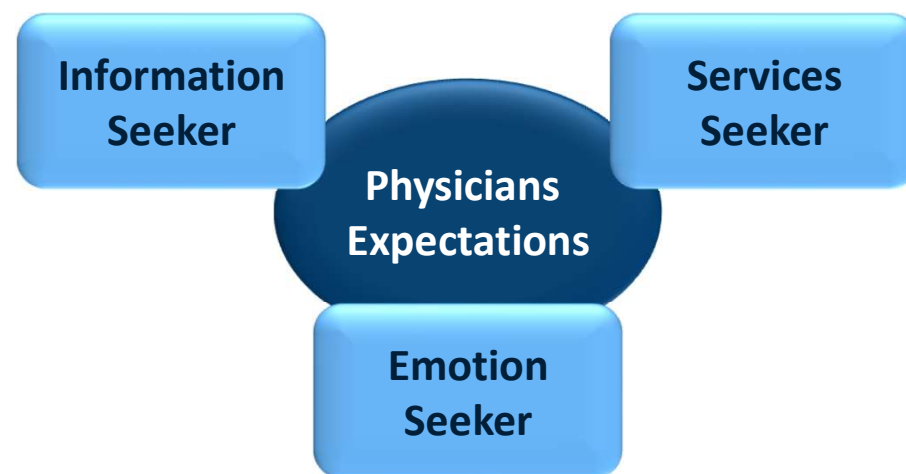 Information
Seeker
Services
Seeker
Physicians
Expectations
Emotion
Seeker